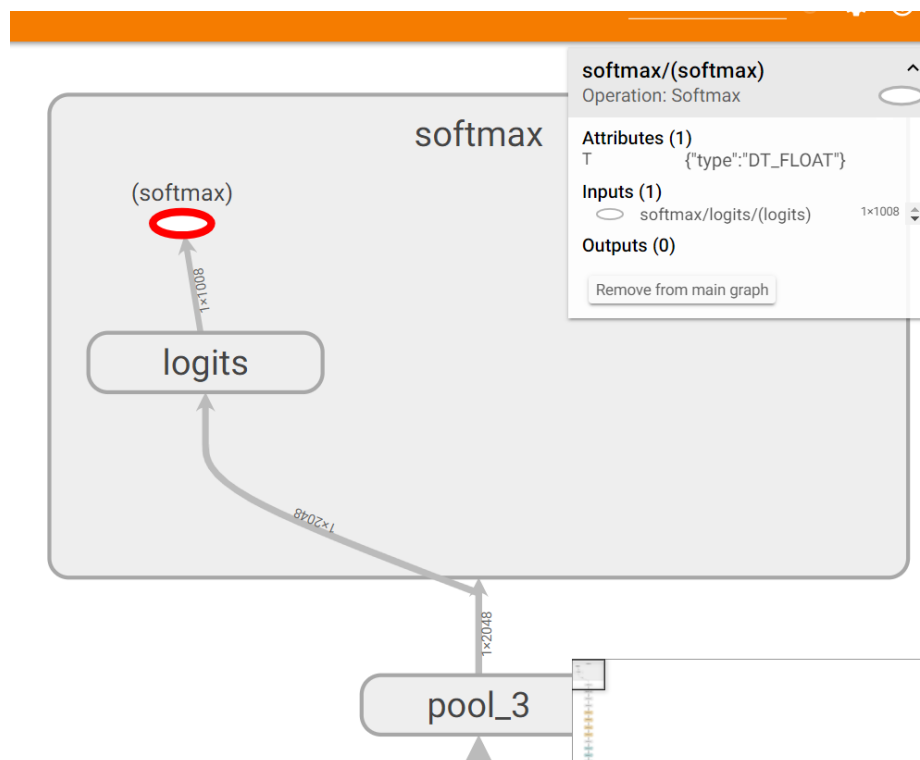 softmax/(softmax)
Operation: Softmax
softmax
Attributes (1)
T {"type":"DT_FLOAT"}
(softmax)
Inputs (1)
softmax/logits/(logits) 1×1008
Outputs (0)
1×1008
Remove from main graph
logits
1×2048
1×2048
pool_3